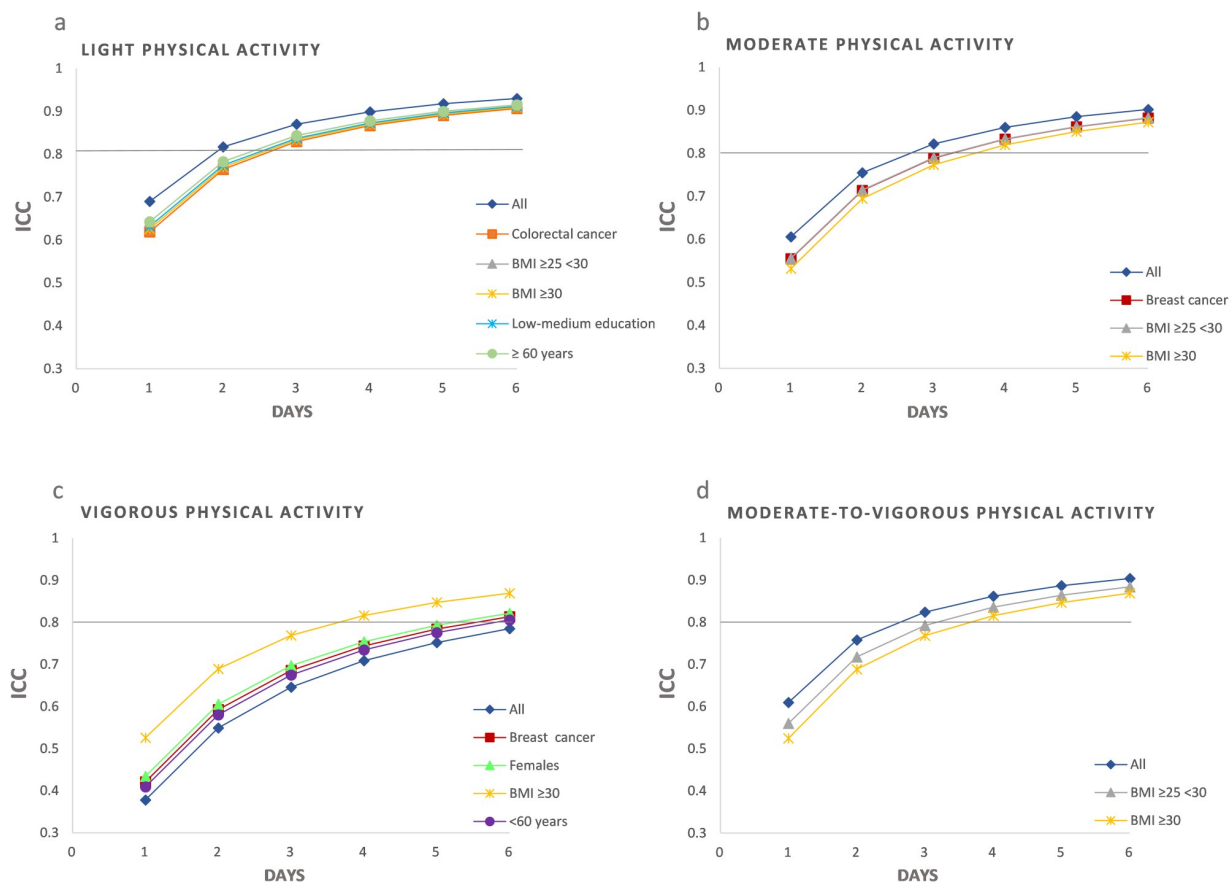 a
LIGHT PHYSICAL ACTIVITY
1
0.9
0.8
0.7
0.6
0.5
0.4
0.3
ICC
0 1 2 3 4 5 6
DAYS
All
Colorectal cancer
BMI ≥25 <30
BMI ≥30
Low-medium education
≥ 60 years
b
MODERATE PHYSICAL ACTIVITY
1
0.9
0.8
0.7
0.6
0.5
0.4
0.3
ICC
0 1 2 3 4 5 6
DAYS
All
Breast cancer
BMI ≥25 <30
BMI ≥30
c
VIGOROUS PHYSICAL ACTIVITY
1
0.9
0.8
0.7
0.6
0.5
0.4
0.3
ICC
0 1 2 3 4 5 6
DAYS
All
Breast cancer
Females
BMI ≥30
<60 years
d
MODERATE-TO-VIGOROUS PHYSICAL ACTIVITY
1
0.9
0.8
0.7
0.6
0.5
0.4
0.3
ICC
0 1 2 3 4 5 6
DAYS
All
BMI ≥25 <30
BMI ≥30